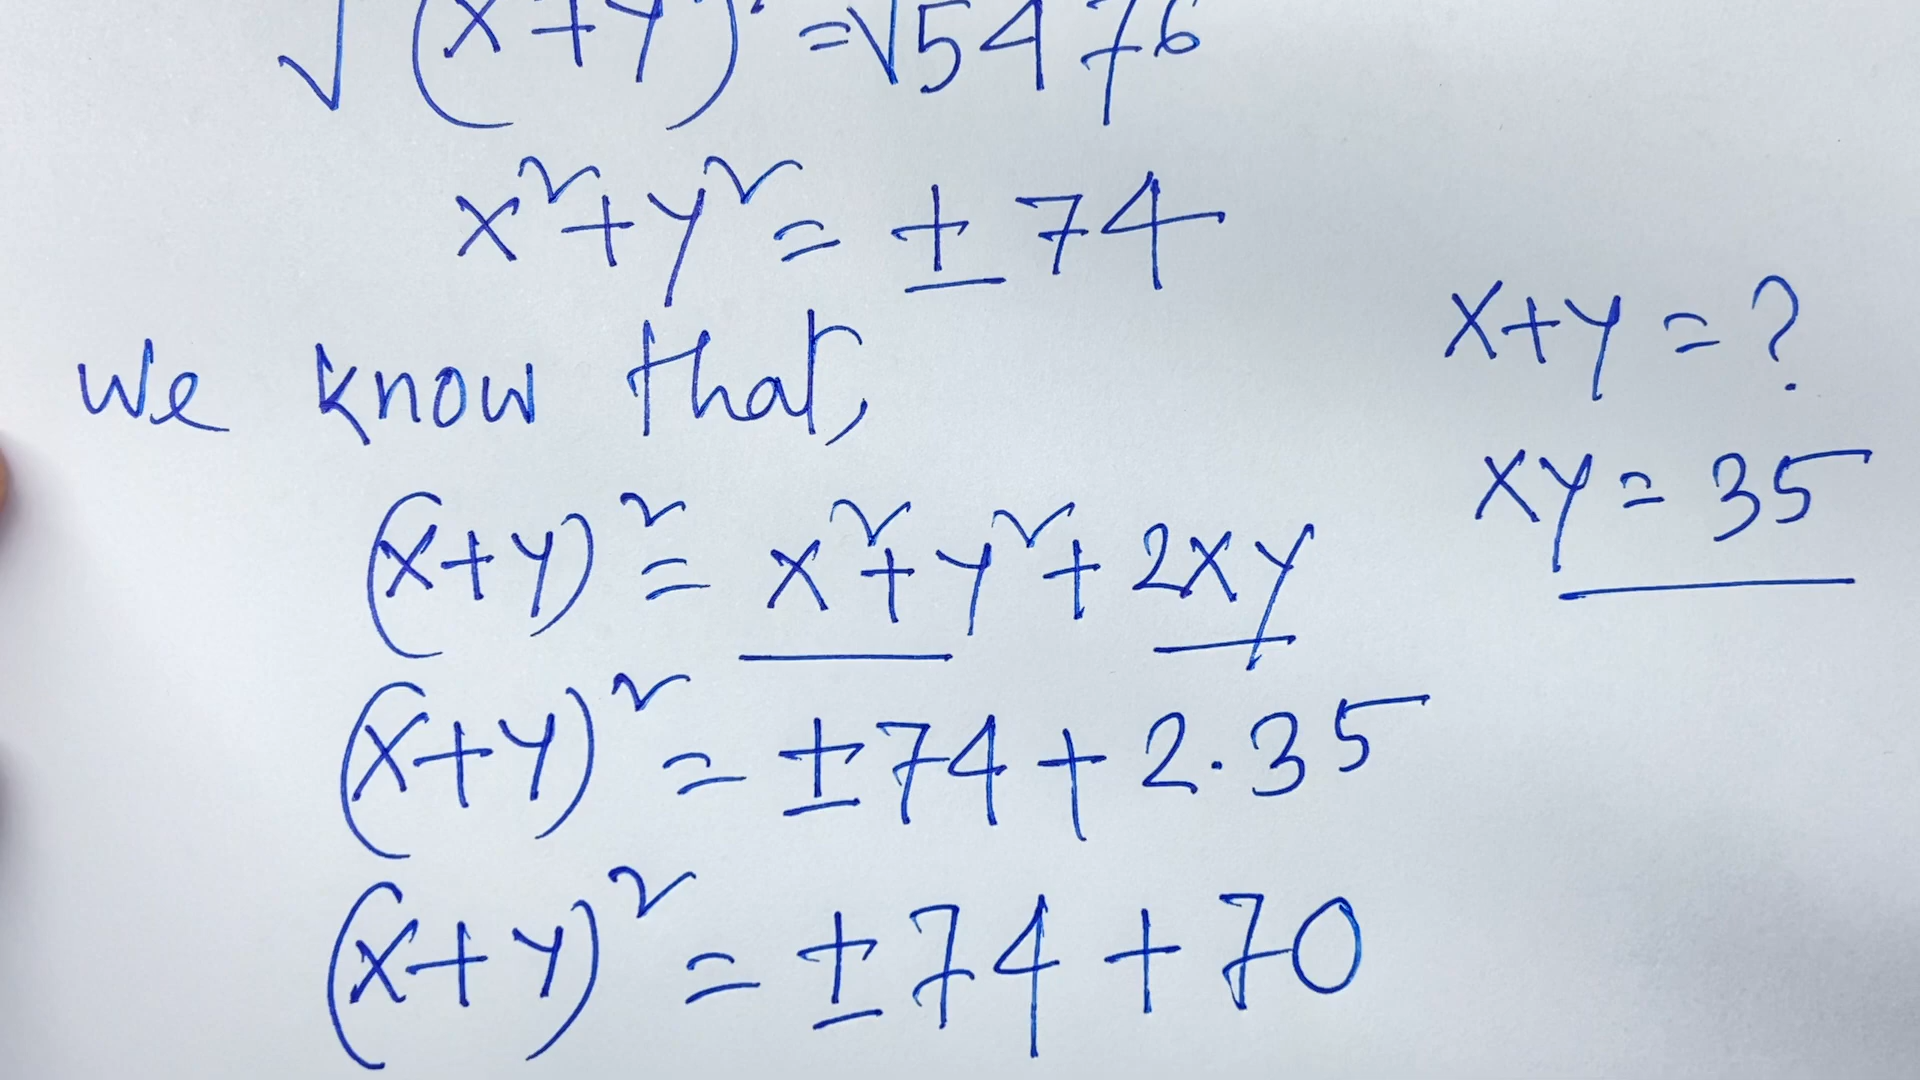 √(x+y)² = √5476
x²+y² = ± 74
We know that,
x+y = ?
xy = 35
(x+y)² = x²+y²+2xy
(x+y)² = ±74+2.35
(x+y)² = ±74+70